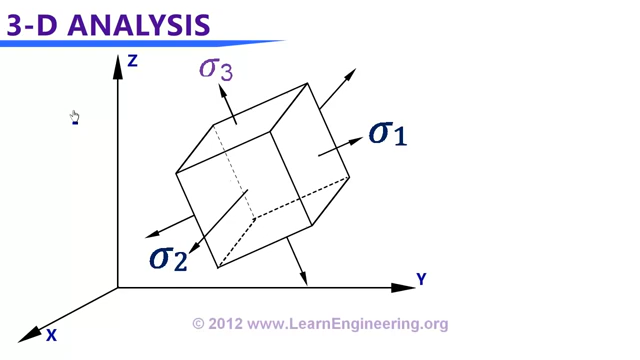 3-D ANALYSIS
Z
σ3
σ1
σ2
Y
X
© 2012 www.LearnEngineering.org